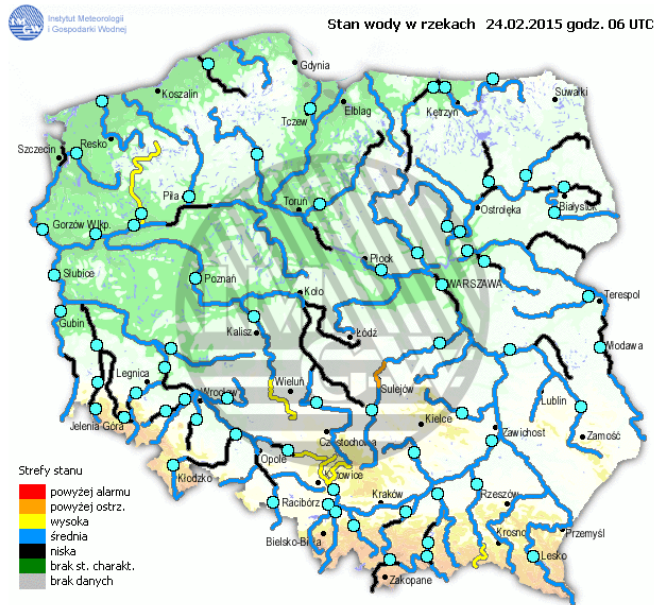 Instytut Meteorologii
i Gospodarki Wodnej
IMGW
Stan wody w rzekach 24.02.2015 godz. 06 UTC
Gdynia
Koszalin
Suwałki
Elbląg
Kętrzyn
Tczew
Resko
Szczecin
Piła
Toruń
Ostrołęka
Białystok
Gorzów Wlkp.
Płock
Słubice
Poznań
Koło
WARSZAWA
Terespol
Gubin
Kalisz
Łódź
Włodawa
Legnica
Wieluń
Sulejów
Wrocław
Lublin
Jelenia Góra
Kielce
Zawichost
Zamość
Częstochowa
Opole
Kłodzko
Katowice
Racibórz
Kraków
Rzeszów
Bielsko-Biała
Krosno
Przemyśl
Lesko
Zakopane
Strefy stanu
powyżej alarmu
powyżej ostrz.
wysoka
średnia
niska
brak st. charakt.
brak danych